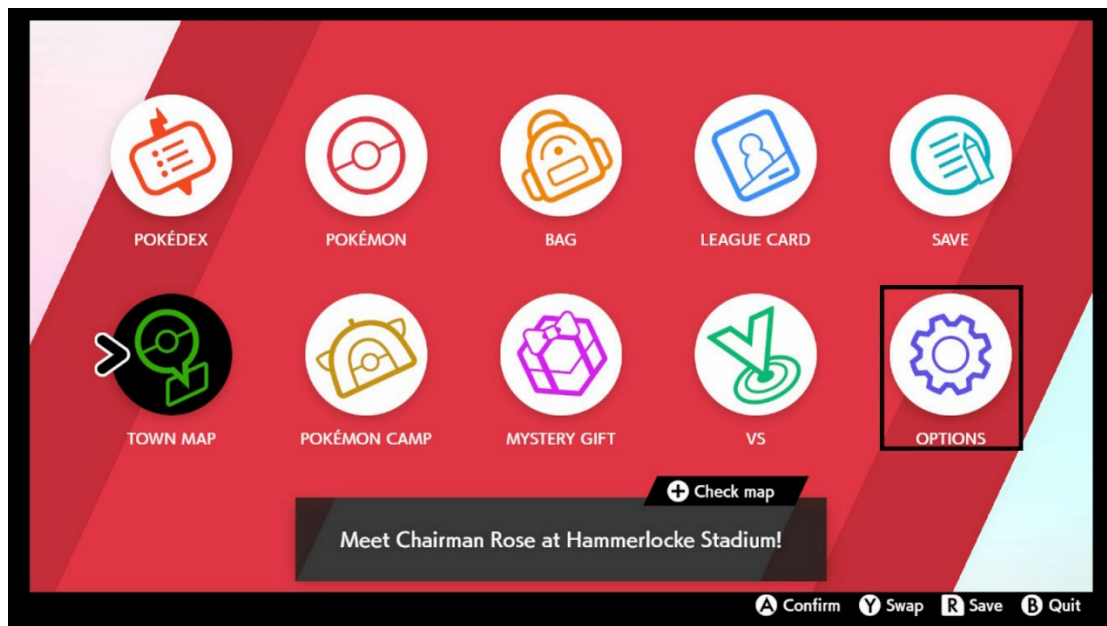 POKÉDEX
POKÉMON
BAG
LEAGUE CARD
SAVE
TOWN MAP
POKÉMON CAMP
MYSTERY GIFT
VS
OPTIONS
+ Check map
Meet Chairman Rose at Hammerlocke Stadium!
A Confirm Y Swap R Save B Quit